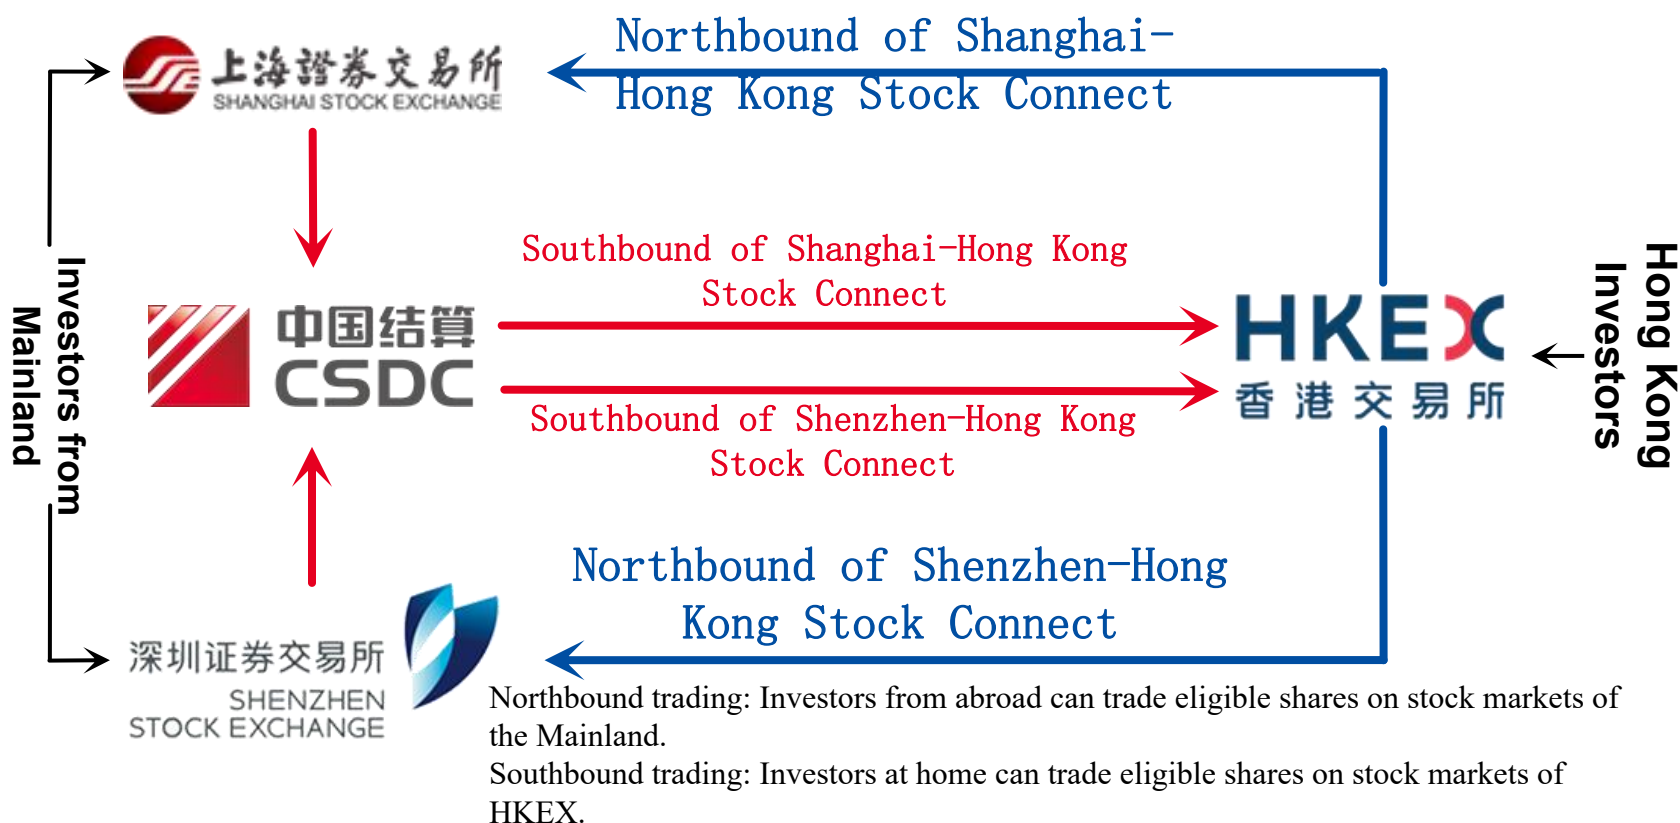 Northbound of Shanghai-
Hong Kong Stock Connect
上海證券交易所
SHANGHAI STOCK EXCHANGE
Southbound of Shanghai-Hong Kong
Stock Connect
Investors from
Mainland
中国结算
CSDC
HKEX
香港交易所
Hong Kong
Investors
Southbound of Shenzhen-Hong Kong
Stock Connect
Northbound of Shenzhen-Hong
Kong Stock Connect
深圳证券交易所
SHENZHEN
STOCK EXCHANGE
Northbound trading: Investors from abroad can trade eligible shares on stock markets of
the Mainland.
Southbound trading: Investors at home can trade eligible shares on stock markets of
HKEX.